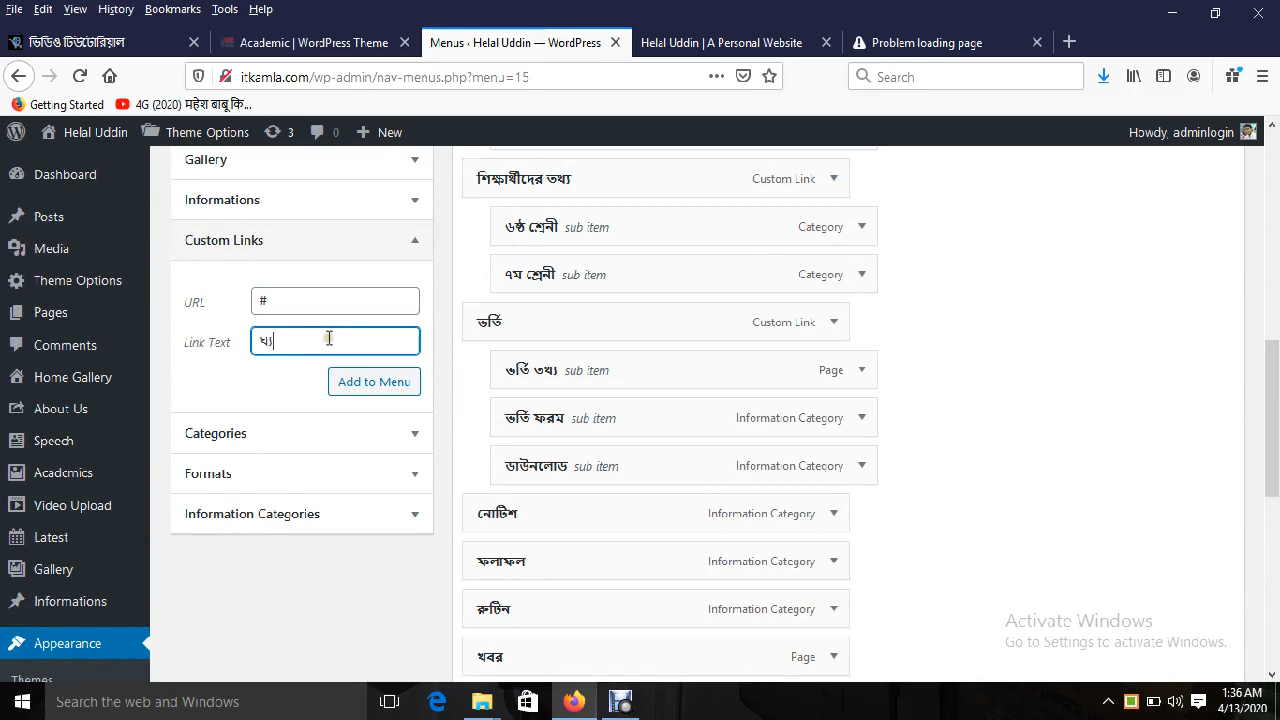 File Edit View History Bookmarks Tools Help
ভিডিও টিউটোরিয়াল
Academic | WordPress Theme
Menus ‹ Helal Uddin — WordPress
Helal Uddin | A Personal Website
Problem loading page
it.kamla.com/wp-admin/nav-menus.php?menu=15
Search
Getting Started
4G (2020) महेश बाबू कि...
Helal Uddin
Theme Options
3
0
New
Howdy, adminlogin
Dashboard
Posts
Media
Theme Options
Pages
Comments
Home Gallery
About Us
Speech
Acadmics
Video Upload
Latest
Gallery
Informations
Appearance
Themes
Gallery
Informations
Custom Links
URL
#
Link Text
খ্য
Add to Menu
Categories
Formats
Information Categories
শিক্ষার্থীদের তথ্য Custom Link
৬ষ্ঠ শ্রেনী sub item Category
৭ম শ্রেনী sub item Category
ভর্তি Custom Link
ভর্তি তথ্য sub item Page
ভর্তি ফরম sub item Information Category
ডাউনলোড sub item Information Category
নোটিশ Information Category
ফলাফল Information Category
রুটিন Information Category
খবর Page
Activate Windows
Go to Settings to activate Windows.
Search the web and Windows
1:36 AM
4/13/2020